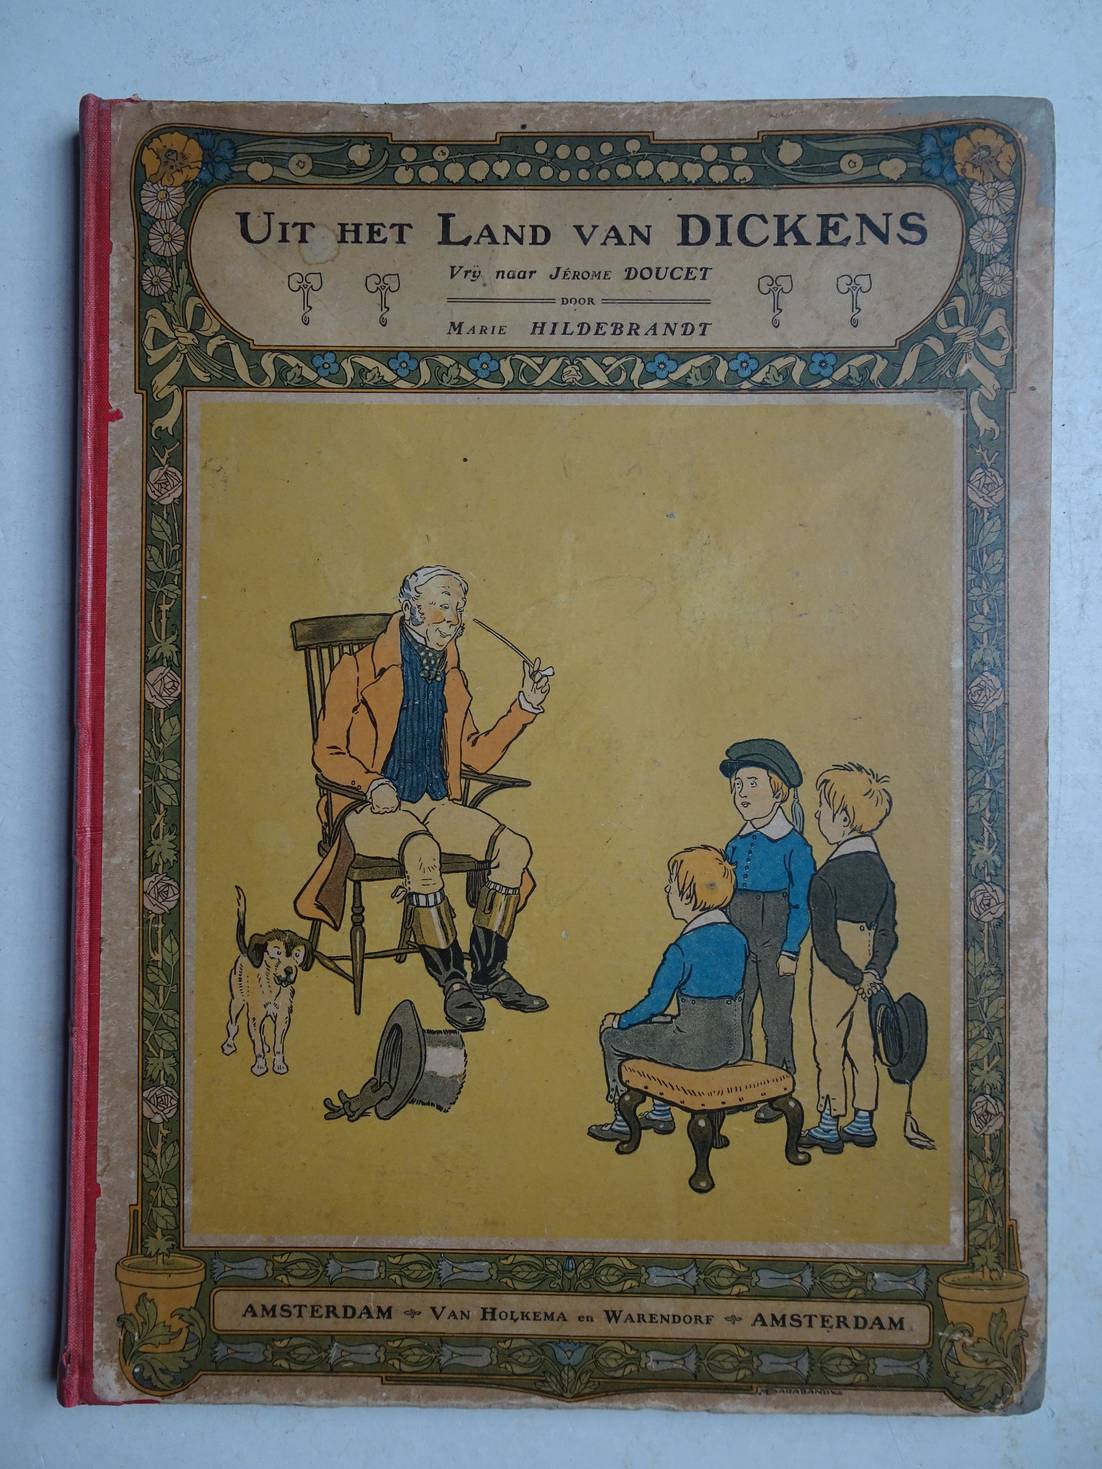 UIT HET LAND VAN DICKENS
Vrij naar JÉROME DOUCET
DOOR
MARIE HILDEBRANDT
AMSTERDAM VAN HOLKEMA en WARENDORF AMSTERDAM